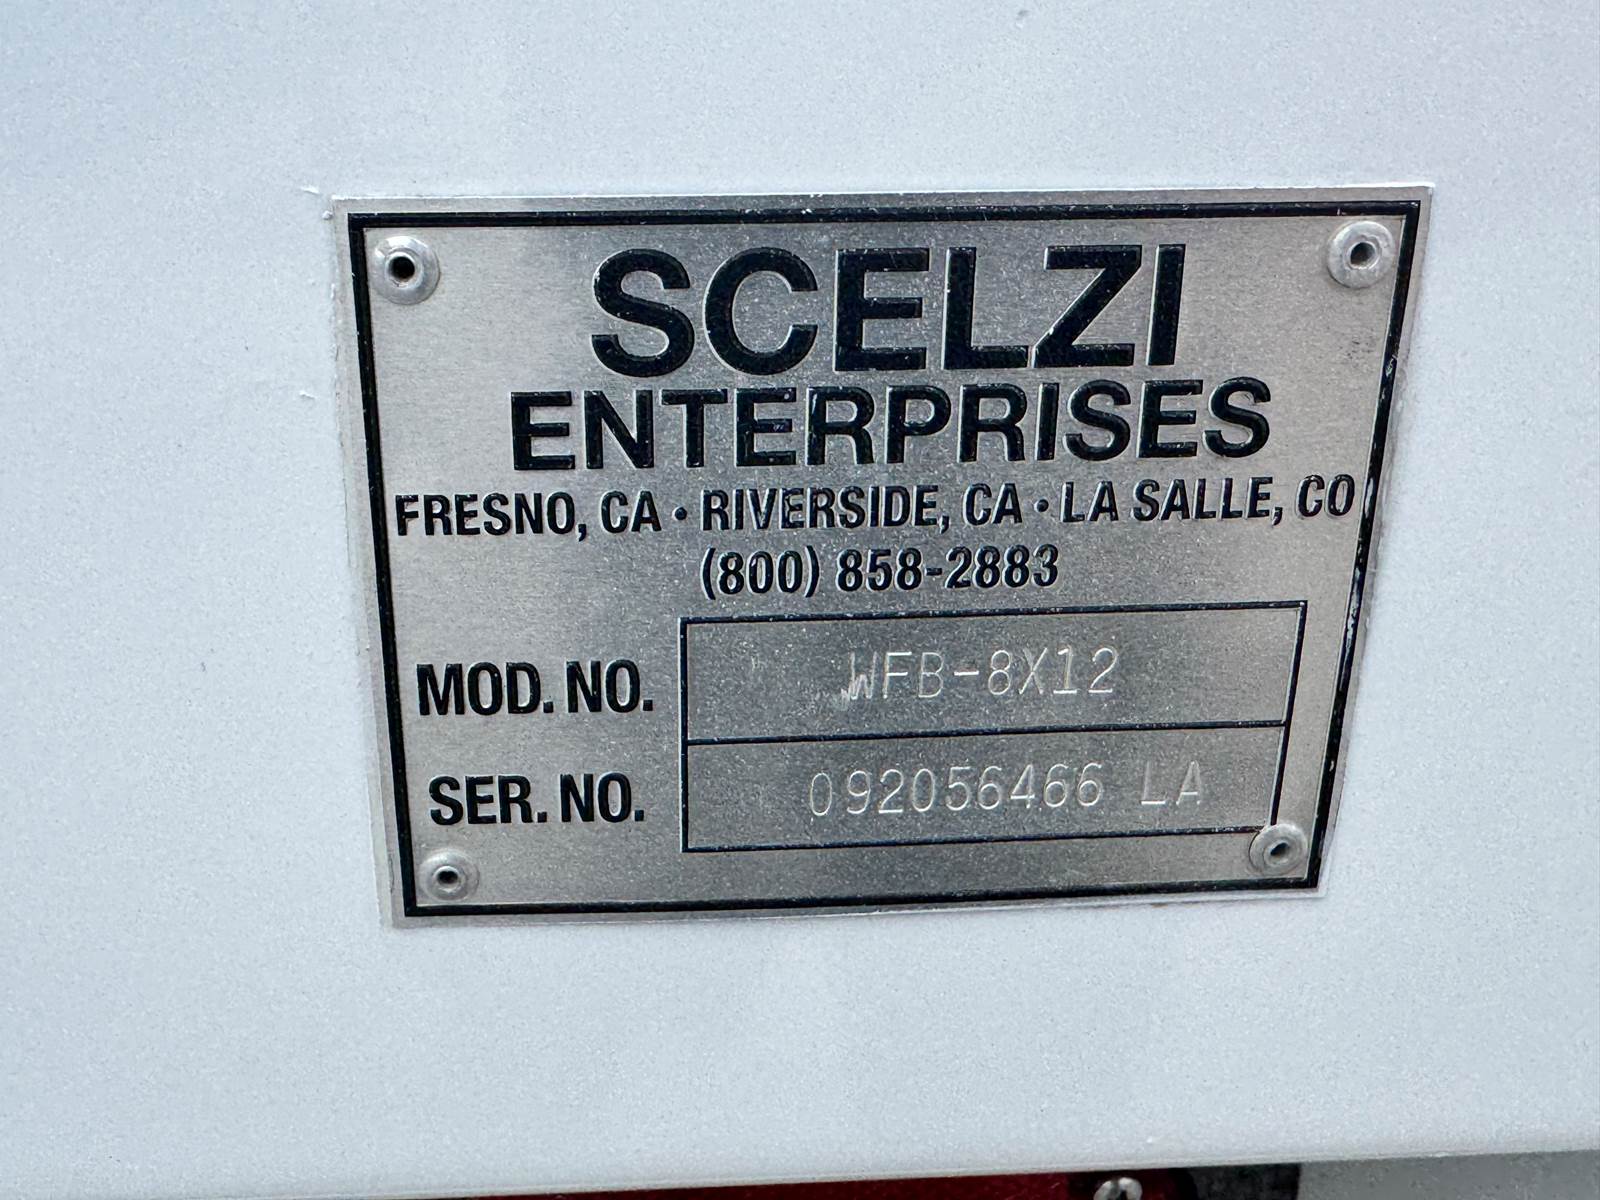 SCELZI
ENTERPRISES
FRESNO, CA · RIVERSIDE, CA · LA SALLE, CO
(800) 858-2883
MOD. NO. WFB-8X12
SER. NO. 092056466 LA